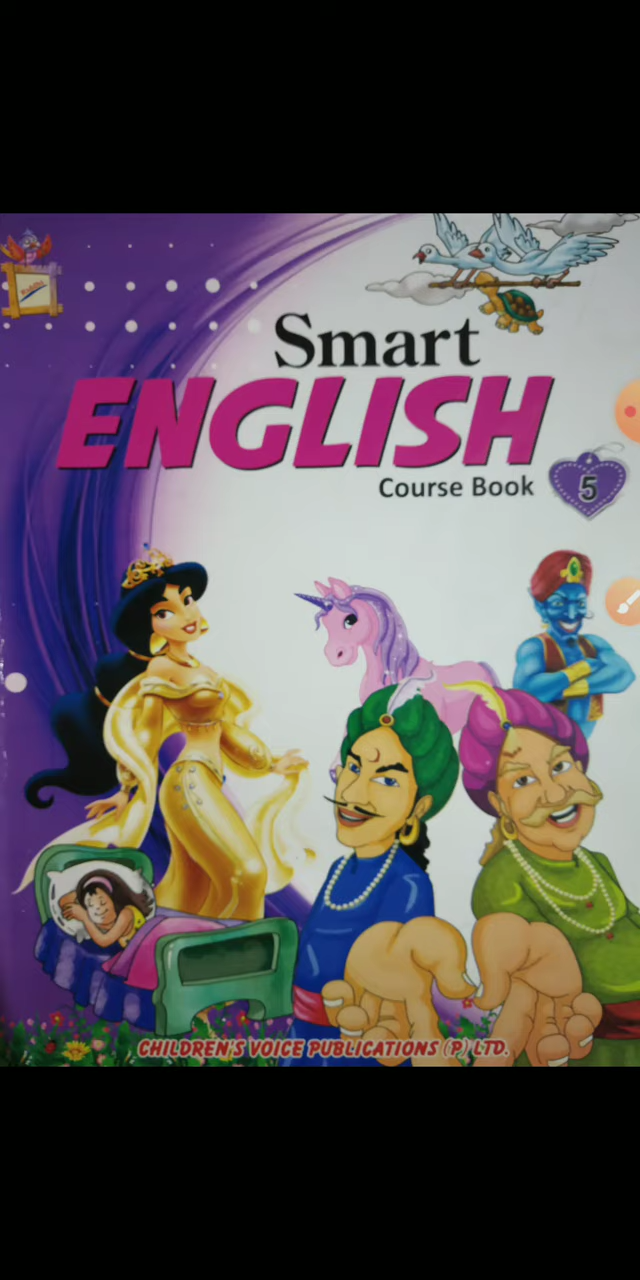 Smart
ENGLISH
Course Book
5
CHILDREN'S VOICE PUBLICATIONS (P) LTD.